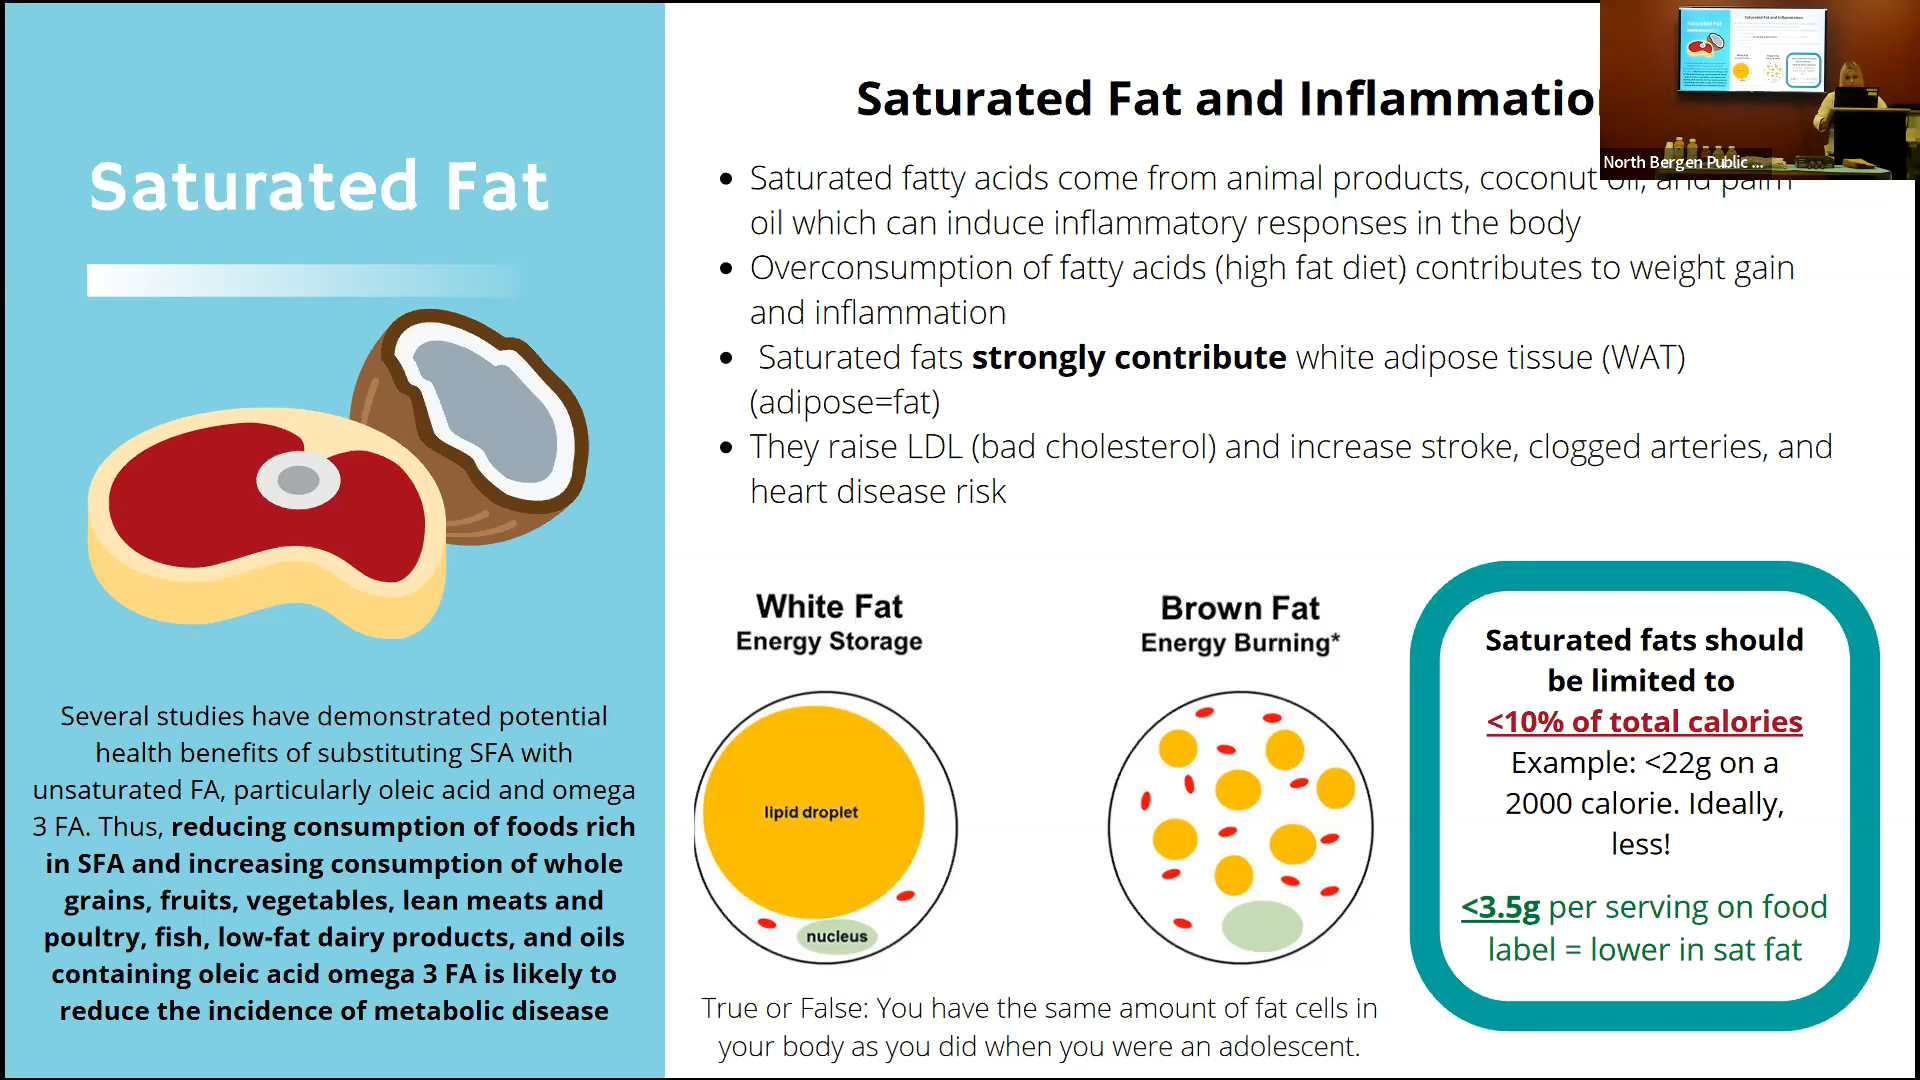 Saturated Fat
Several studies have demonstrated potential
health benefits of substituting SFA with
unsaturated FA, particularly oleic acid and omega
3 FA. Thus, reducing consumption of foods rich
in SFA and increasing consumption of whole
grains, fruits, vegetables, lean meats and
poultry, fish, low-fat dairy products, and oils
containing oleic acid omega 3 FA is likely to
reduce the incidence of metabolic disease
Saturated Fat and Inflammatio
• Saturated fatty acids come from animal products, coconut oil, and palm
oil which can induce inflammatory responses in the body
• Overconsumption of fatty acids (high fat diet) contributes to weight gain
and inflammation
• Saturated fats strongly contribute white adipose tissue (WAT)
(adipose=fat)
• They raise LDL (bad cholesterol) and increase stroke, clogged arteries, and
heart disease risk
White Fat
Energy Storage
lipid droplet
nucleus
Brown Fat
Energy Burning*
True or False: You have the same amount of fat cells in
your body as you did when you were an adolescent.
Saturated fats should
be limited to
<10% of total calories
Example: <22g on a
2000 calorie. Ideally,
less!
<3.5g per serving on food
label = lower in sat fat
Saturated Fat
Saturated Fat and Inflammation
North Bergen Public ...